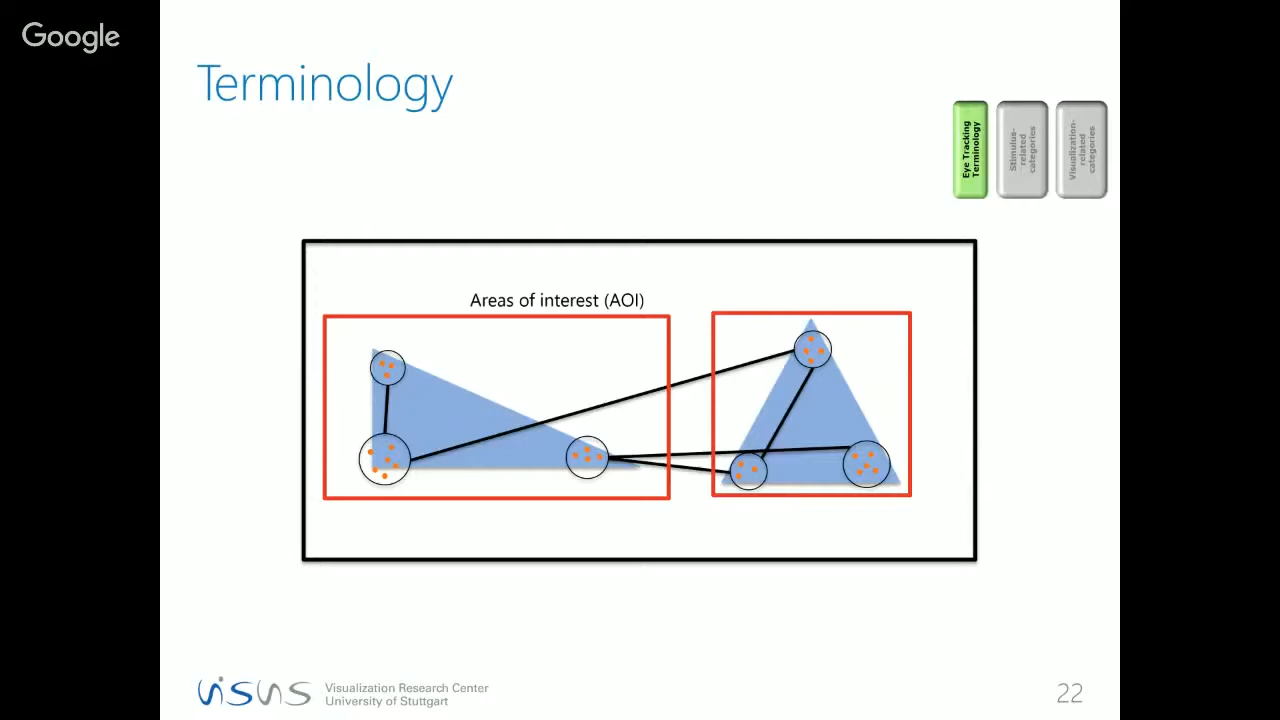 Google
Terminology
Eye Tracking
Terminology
Stimulus-
related
categories
Visualization-
related
categories
Areas of interest (AOI)
VISUS
Visualization Research Center
University of Stuttgart
22